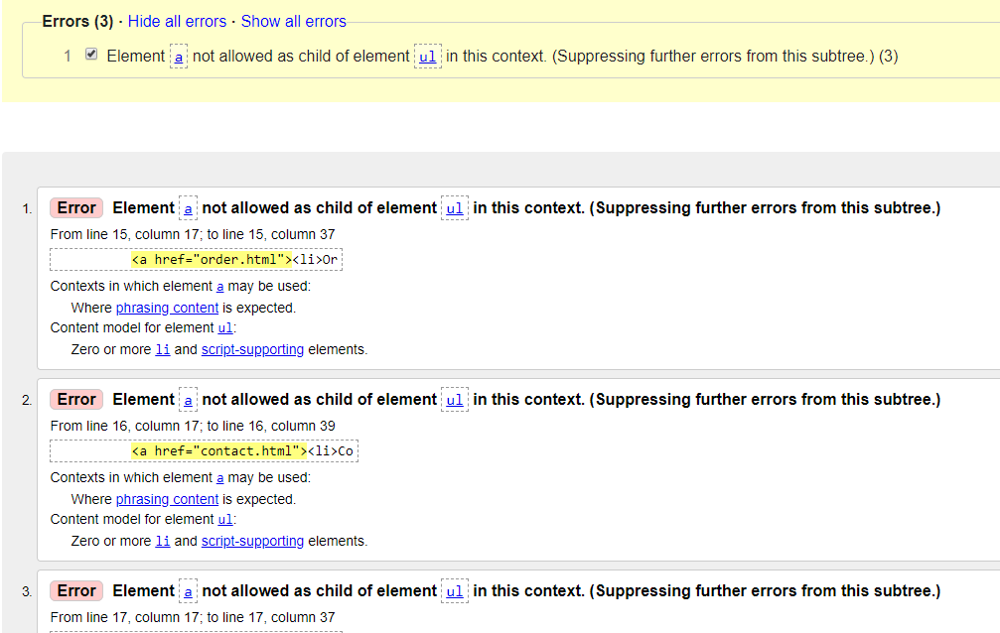 Errors (3) · Hide all errors · Show all errors
1 Element a not allowed as child of element ul in this context. (Suppressing further errors from this subtree.) (3)
1. Error Element a not allowed as child of element ul in this context. (Suppressing further errors from this subtree.)
From line 15, column 17; to line 15, column 37
<a href="order.html"><li>Or
Contexts in which element a may be used:
Where phrasing content is expected.
Content model for element ul:
Zero or more li and script-supporting elements.
2. Error Element a not allowed as child of element ul in this context. (Suppressing further errors from this subtree.)
From line 16, column 17; to line 16, column 39
<a href="contact.html"><li>Co
Contexts in which element a may be used:
Where phrasing content is expected.
Content model for element ul:
Zero or more li and script-supporting elements.
3. Error Element a not allowed as child of element ul in this context. (Suppressing further errors from this subtree.)
From line 17, column 17; to line 17, column 37